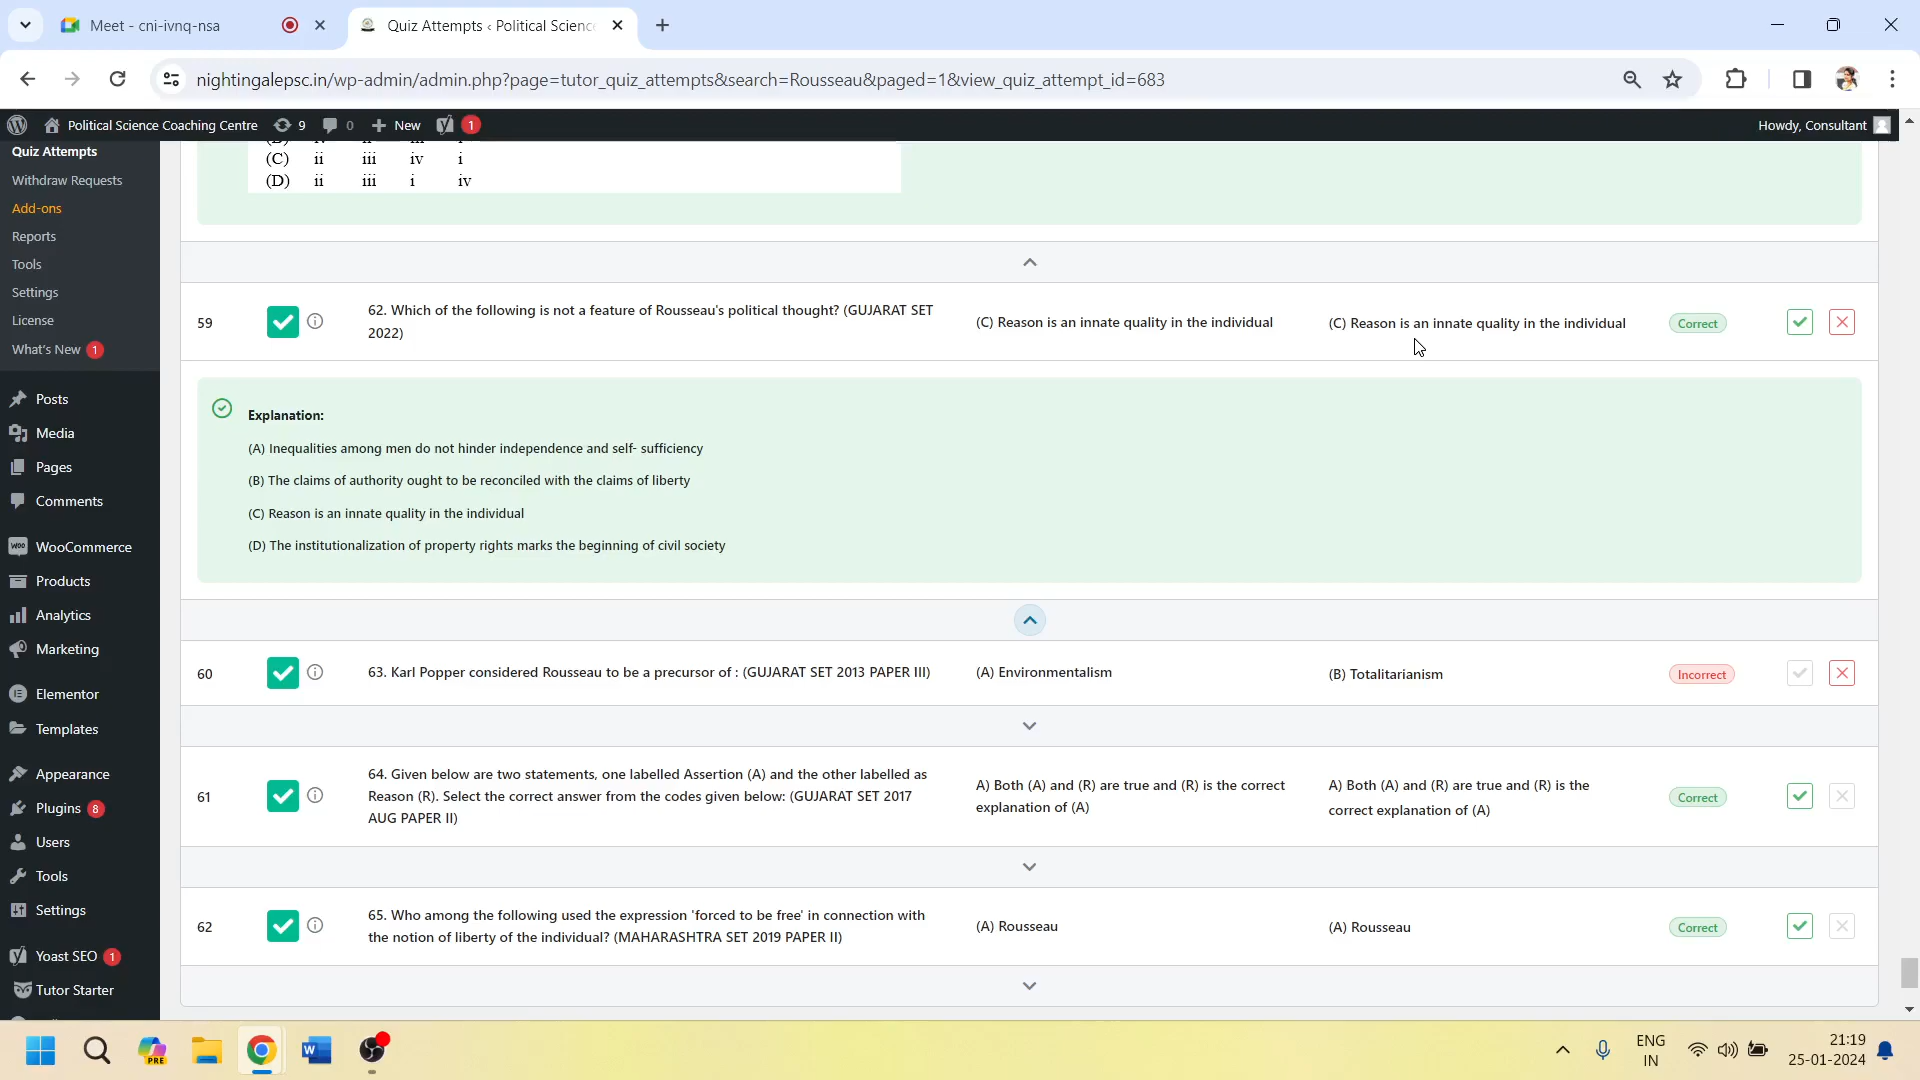 Meet - cni-ivnq-nsa
Quiz Attempts ‹ Political Science
nightingalepsc.in/wp-admin/admin.php?page=tutor_quiz_attempts&search=Rousseau&paged=1&view_quiz_attempt_id=683
Political Science Coaching Centre 9 0 New 1
Howdy, Consultant
Quiz Attempts
Withdraw Requests
Add-ons
Reports
Tools
Settings
License
What's New 1
Posts
Media
Pages
Comments
WooCommerce
Products
Analytics
Marketing
Elementor
Templates
Appearance
Plugins 8
Users
Tools
Settings
Yoast SEO 1
Tutor Starter
(C) ii iii iv i
(D) ii iii i iv
59
62. Which of the following is not a feature of Rousseau's political thought? (GUJARAT SET
2022)
(C) Reason is an innate quality in the individual
(C) Reason is an innate quality in the individual
Correct
Explanation:
(A) Inequalities among men do not hinder independence and self- sufficiency
(B) The claims of authority ought to be reconciled with the claims of liberty
(C) Reason is an innate quality in the individual
(D) The institutionalization of property rights marks the beginning of civil society
60
63. Karl Popper considered Rousseau to be a precursor of : (GUJARAT SET 2013 PAPER III)
(A) Environmentalism
(B) Totalitarianism
Incorrect
61
64. Given below are two statements, one labelled Assertion (A) and the other labelled as
Reason (R). Select the correct answer from the codes given below: (GUJARAT SET 2017
AUG PAPER II)
A) Both (A) and (R) are true and (R) is the correct
explanation of (A)
A) Both (A) and (R) are true and (R) is the
correct explanation of (A)
Correct
62
65. Who among the following used the expression 'forced to be free' in connection with
the notion of liberty of the individual? (MAHARASHTRA SET 2019 PAPER II)
(A) Rousseau
(A) Rousseau
Correct
PRE
ENG
IN
21:19
25-01-2024